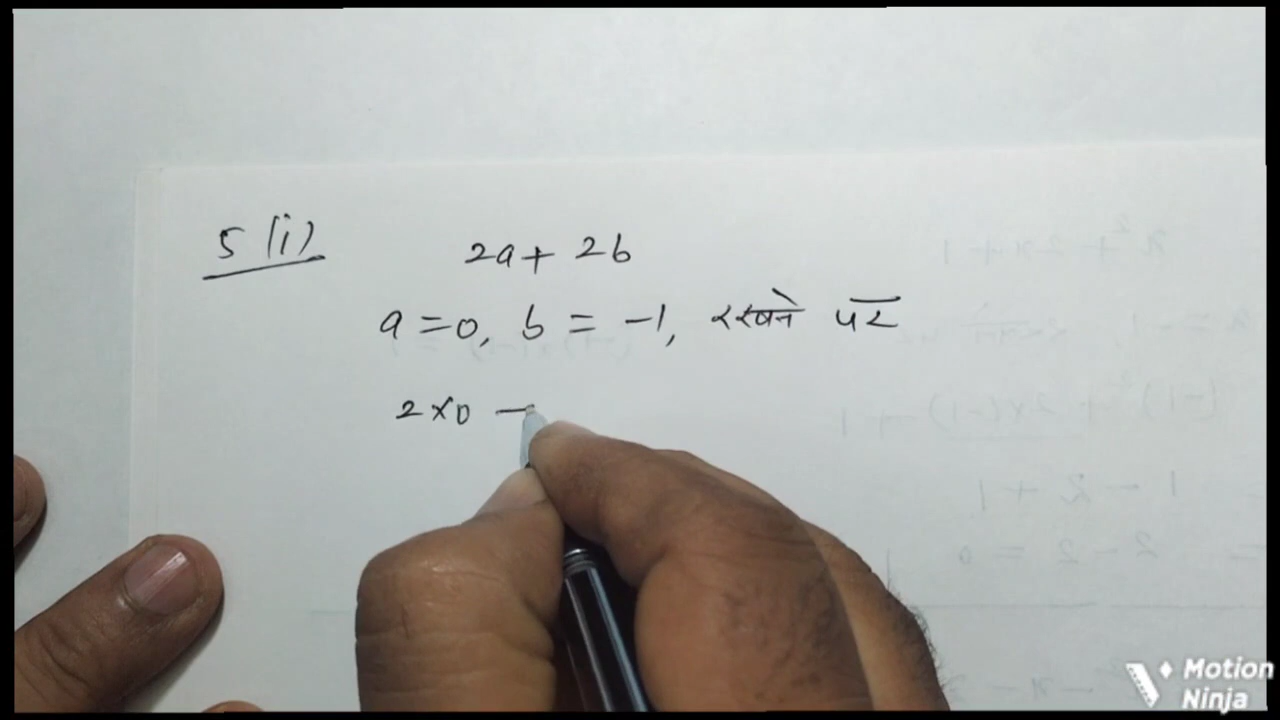 5 (i) 2a + 2b
a = 0, b = -1, रखने पर
2 × 0 —
Motion
Ninja